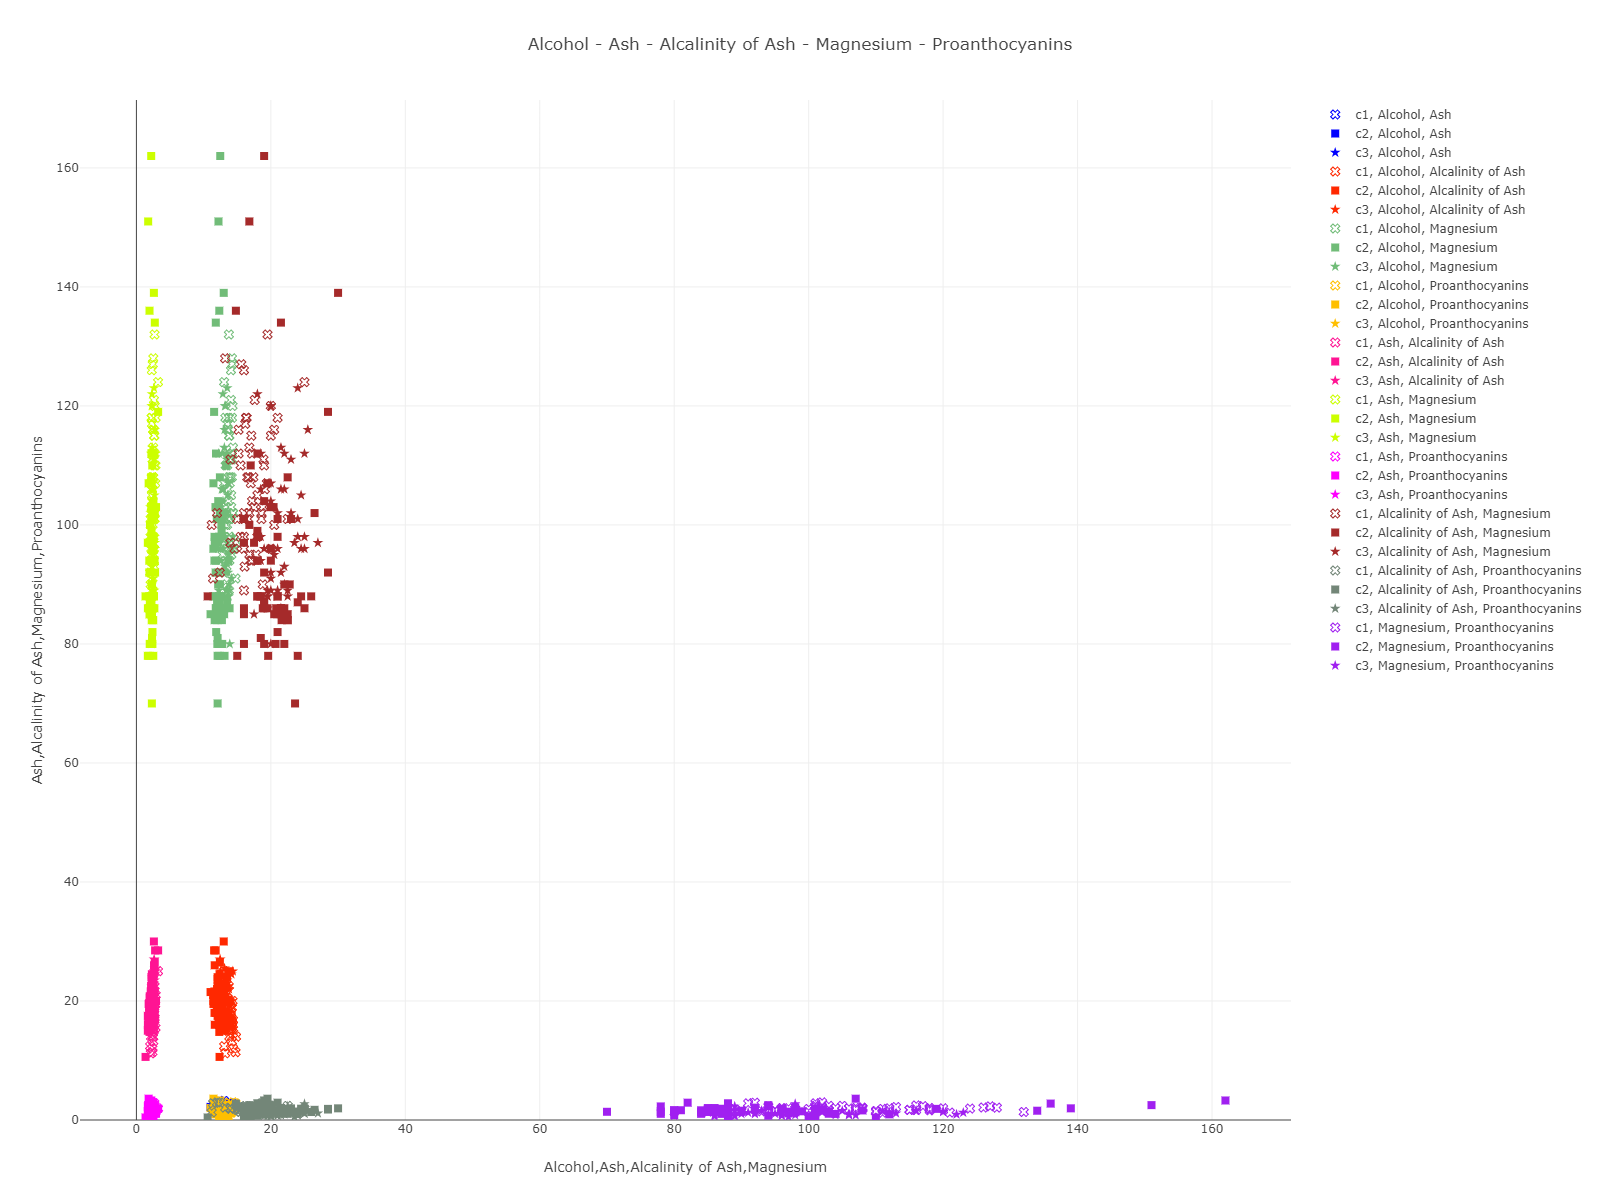 Alcohol - Ash - Alcalinity of Ash - Magnesium - Proanthocyanins
Ash,Alcalinity of Ash,Magnesium,Proanthocyanins
160
140
120
100
80
60
40
20
0
0 20 40 60 80 100 120 140 160
Alcohol,Ash,Alcalinity of Ash,Magnesium
c1, Alcohol, Ash
c2, Alcohol, Ash
c3, Alcohol, Ash
c1, Alcohol, Alcalinity of Ash
c2, Alcohol, Alcalinity of Ash
c3, Alcohol, Alcalinity of Ash
c1, Alcohol, Magnesium
c2, Alcohol, Magnesium
c3, Alcohol, Magnesium
c1, Alcohol, Proanthocyanins
c2, Alcohol, Proanthocyanins
c3, Alcohol, Proanthocyanins
c1, Ash, Alcalinity of Ash
c2, Ash, Alcalinity of Ash
c3, Ash, Alcalinity of Ash
c1, Ash, Magnesium
c2, Ash, Magnesium
c3, Ash, Magnesium
c1, Ash, Proanthocyanins
c2, Ash, Proanthocyanins
c3, Ash, Proanthocyanins
c1, Alcalinity of Ash, Magnesium
c2, Alcalinity of Ash, Magnesium
c3, Alcalinity of Ash, Magnesium
c1, Alcalinity of Ash, Proanthocyanins
c2, Alcalinity of Ash, Proanthocyanins
c3, Alcalinity of Ash, Proanthocyanins
c1, Magnesium, Proanthocyanins
c2, Magnesium, Proanthocyanins
c3, Magnesium, Proanthocyanins